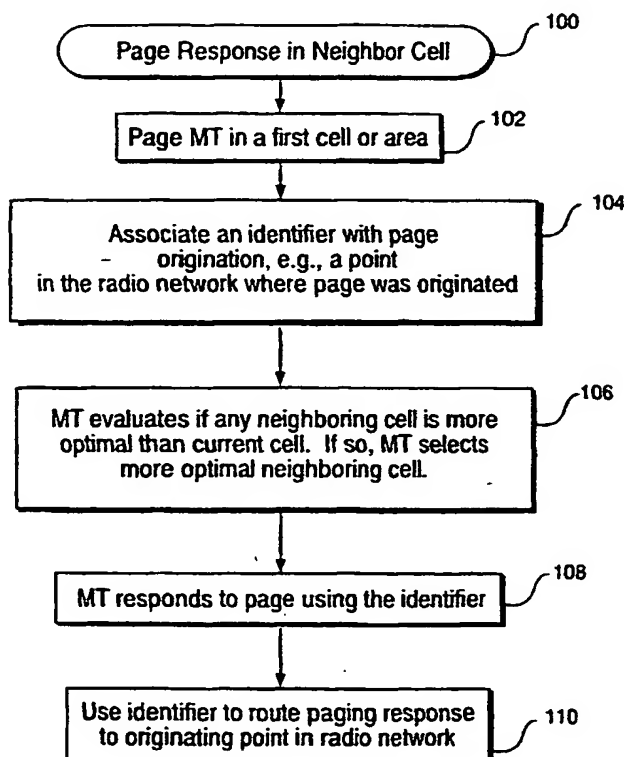 100
Page Response in Neighbor Cell
102
Page MT in a first cell or area
104
Associate an identifier with page
origination, e.g., a point
in the radio network where page was originated
106
MT evaluates if any neighboring cell is more
optimal than current cell. If so, MT selects
more optimal neighboring cell.
108
MT responds to page using the identifier
110
Use identifier to route paging response
to originating point in radio network